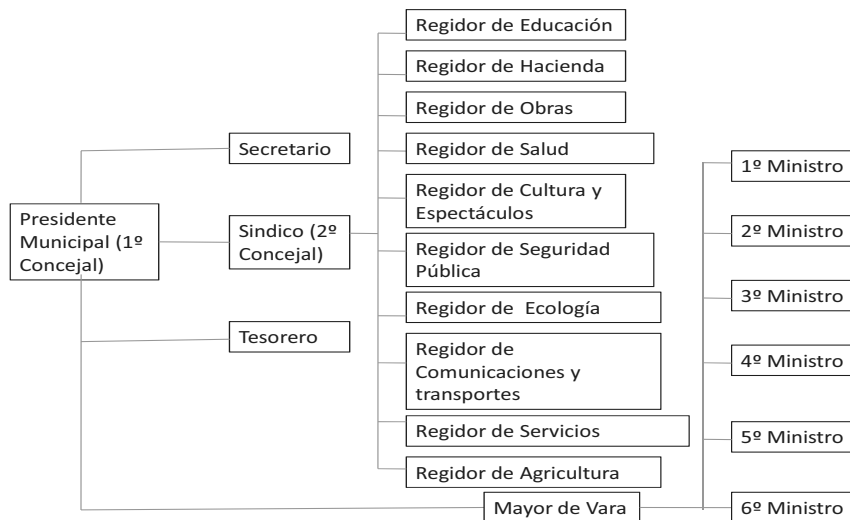 Presidente
Municipal (1º
Concejal)
Secretario
Sindico (2º
Concejal)
Tesorero
Regidor de Educación
Regidor de Hacienda
Regidor de Obras
Regidor de Salud
Regidor de Cultura y
Espectáculos
Regidor de Seguridad
Pública
Regidor de Ecología
Regidor de
Comunicaciones y
transportes
Regidor de Servicios
Regidor de Agricultura
Mayor de Vara
1º Ministro
2º Ministro
3º Ministro
4º Ministro
5º Ministro
6º Ministro